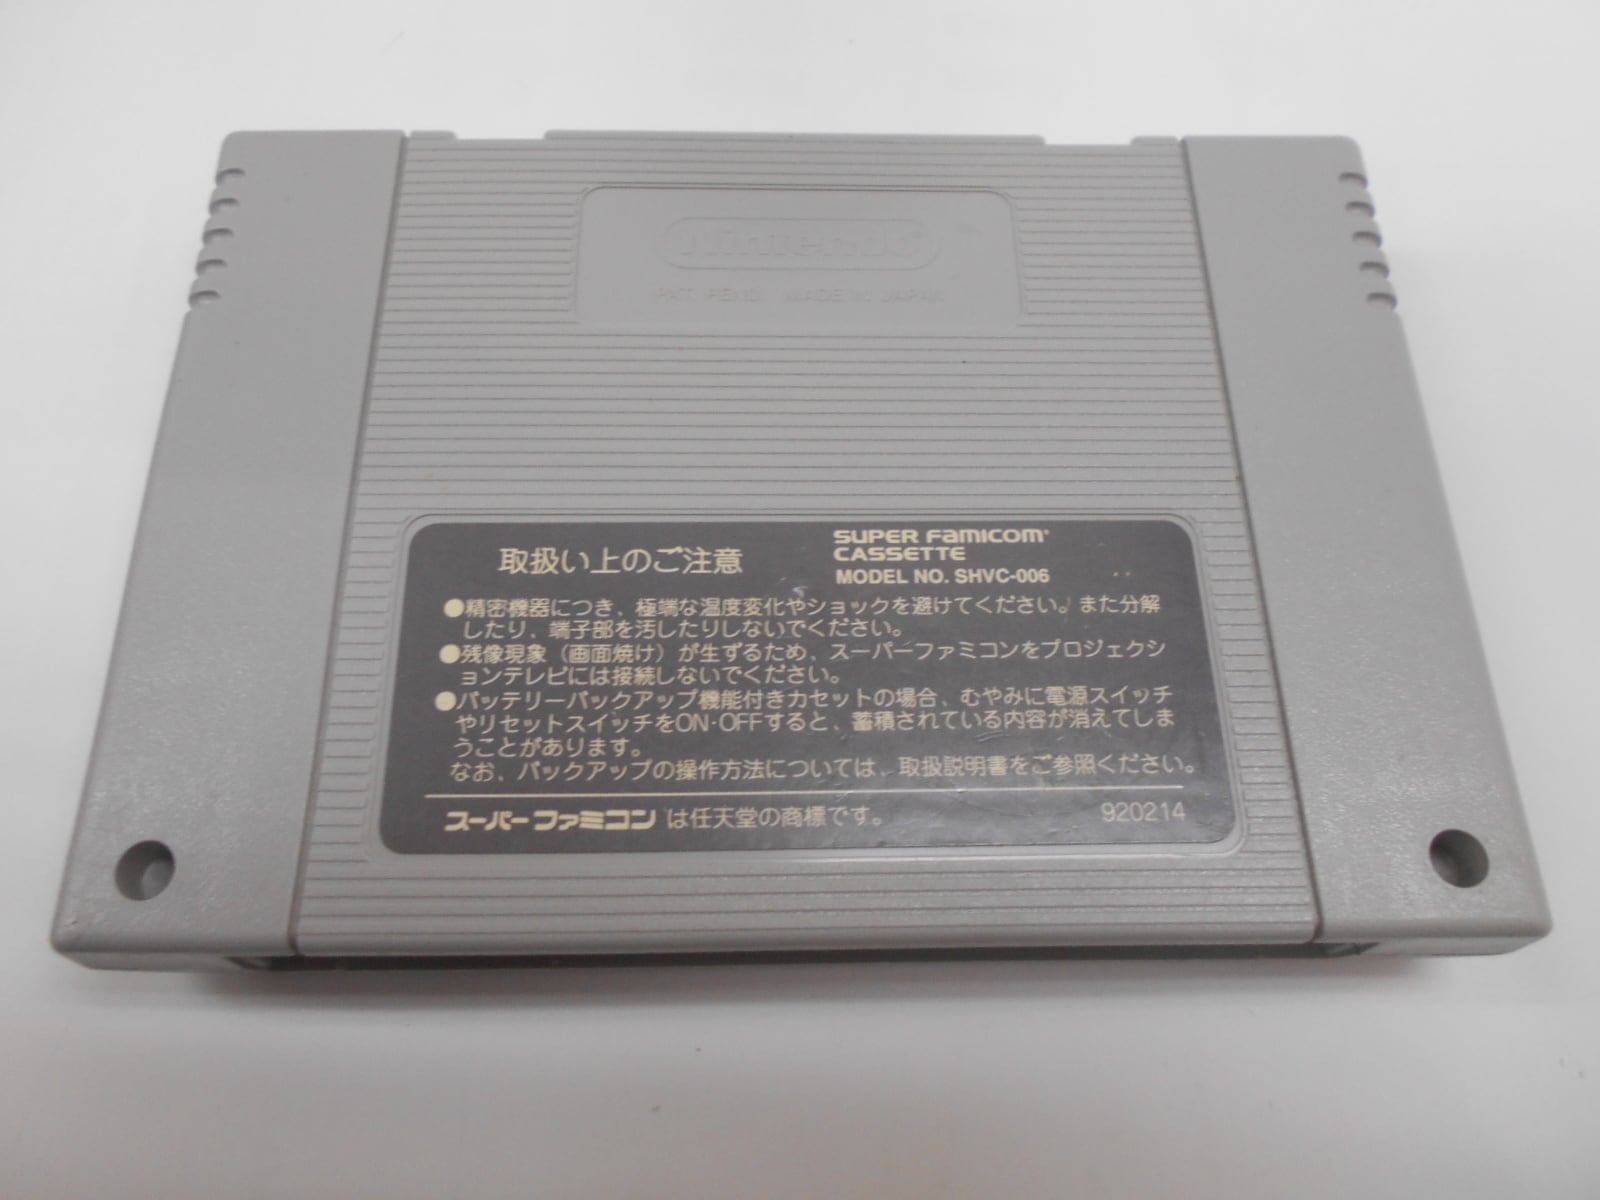 Nintendo
PAT. PEND. MADE IN JAPAN
取扱い上のご注意
SUPER FAMICOM
CASSETTE
MODEL NO. SHVC-006
●精密機器につき、極端な温度変化やショックを避けてください。また分解
したり、端子部を汚したりしないでください。
●残像現象（画面焼け）が生ずるため、スーパーファミコンをプロジェクシ
ョンテレビには接続しないでください。
●バッテリーバックアップ機能付きカセットの場合、むやみに電源スイッチ
やリセットスイッチをON·OFFすると、蓄積されている内容が消えてしま
うことがあります。
なお、バックアップの操作方法については、取扱説明書をご参照ください。
スーパーファミコン は任天堂の商標です。
920214